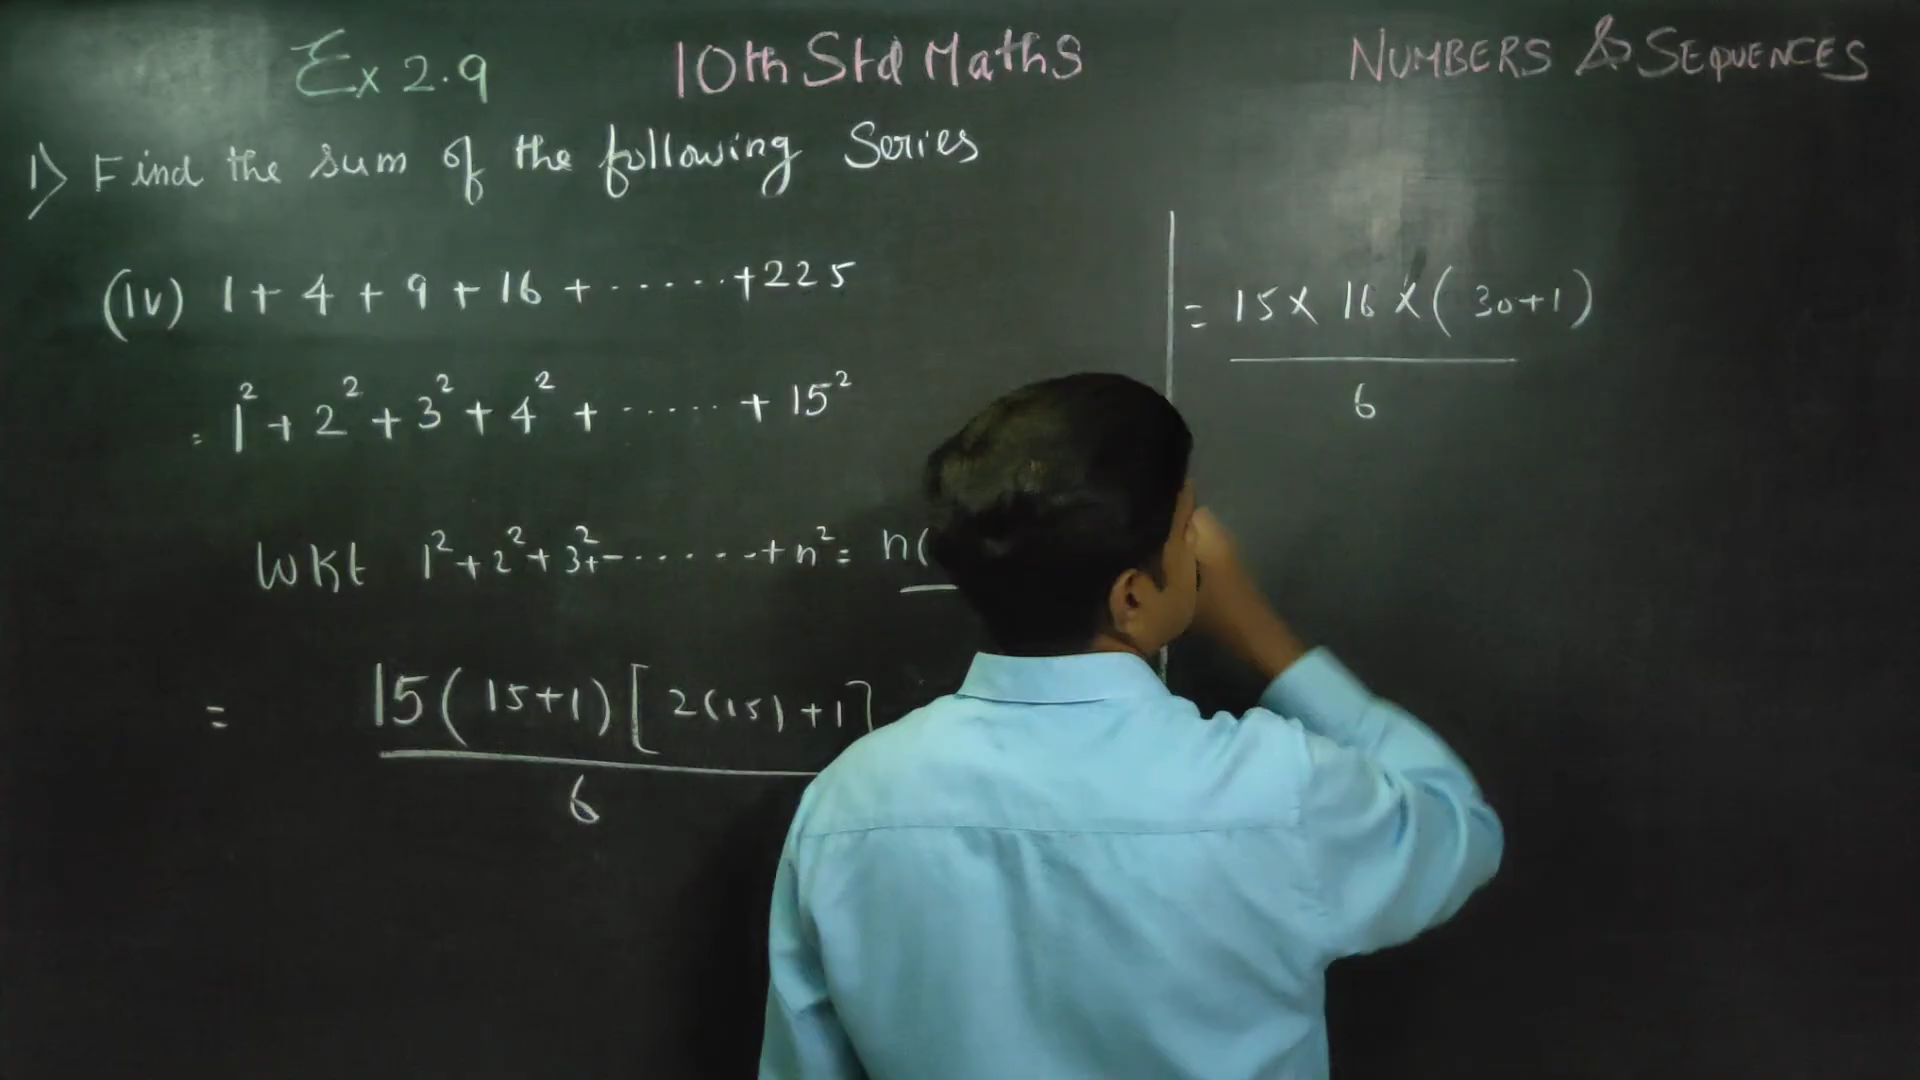 Ex 2.9 10th Std Maths NUMBERS & SEQUENCES
1) Find the sum of the following Series
(iv) 1 + 4 + 9 + 16 + ......+225
= 1² + 2² + 3² + 4² + ...... + 15²
WKt 1²+2²+3²+-......-+n²= n(
= 15(15+1)[2(15)+1]
6
= 15× 16 ×(30+1)
6